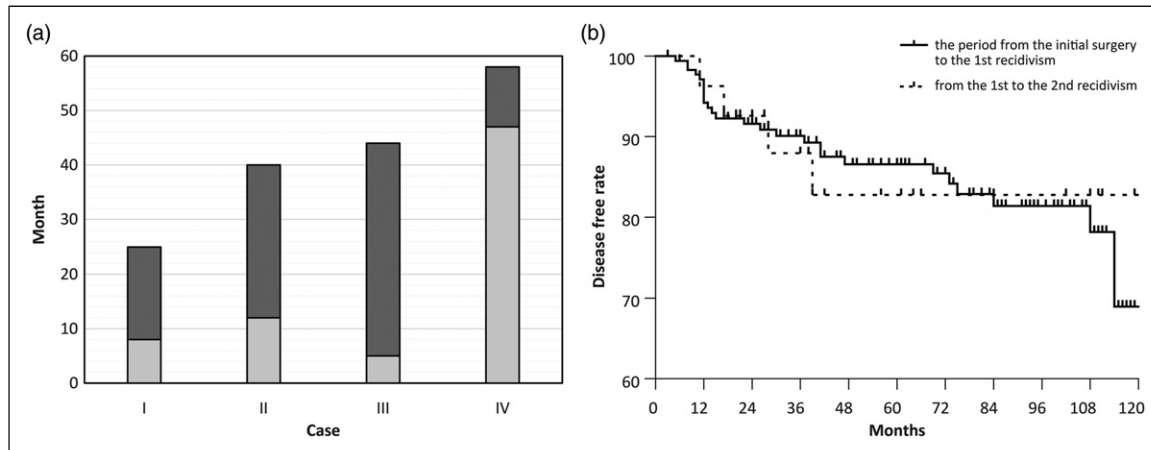 (a)
60
50
40
30
20
10
0
Month
I II III IV
Case
(b)
the period from the initial surgery
to the 1st recidivism
from the 1st to the 2nd recidivism
100
90
80
70
60
Disease free rate
0 12 24 36 48 60 72 84 96 108 120
Months